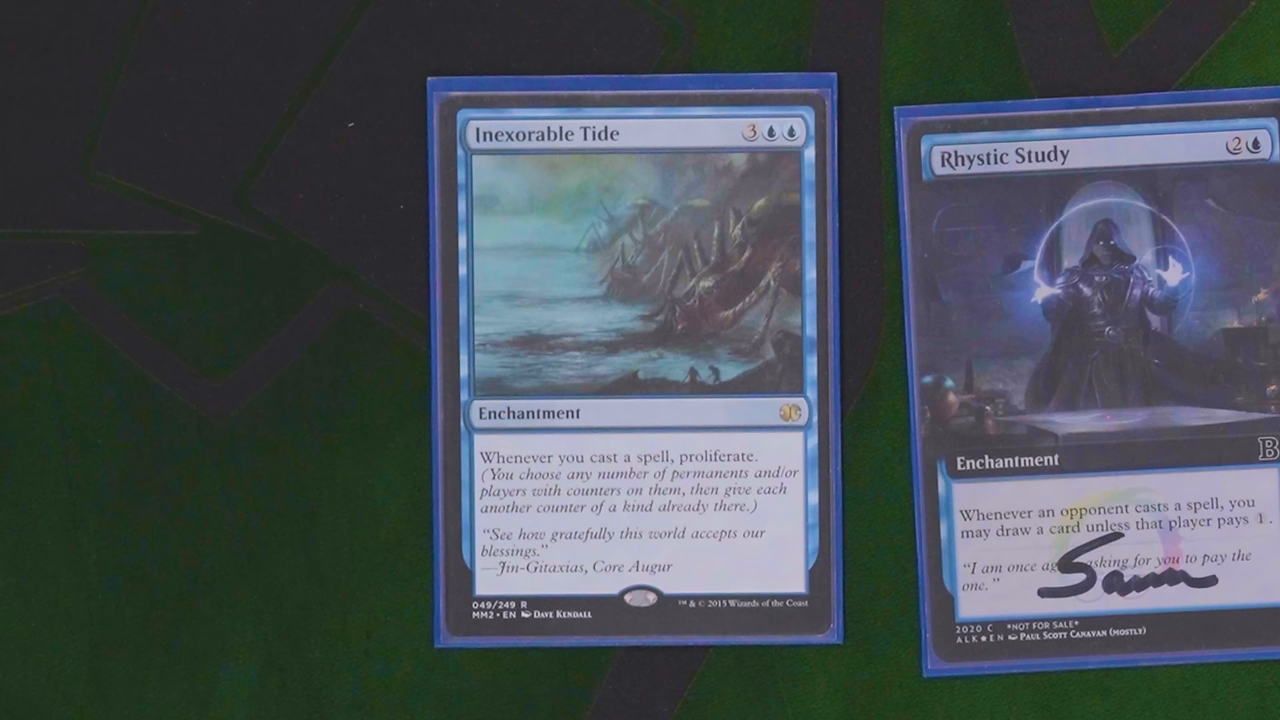 Inexorable Tide 3
Enchantment
Whenever you cast a spell, proliferate.
(You choose any number of permanents and/or
players with counters on them, then give each
another counter of a kind already there.)
"See how gratefully this world accepts our
blessings."
—Jin-Gitaxias, Core Augur
049/249 R
MM2 • EN Dave Kendall
™ & © 2015 Wizards of the Coast
Rhystic Study 2
Enchantment B
Whenever an opponent casts a spell, you
may draw a card unless that player pays 1.
"I am once asking for you to pay the
one."
2020 C *NOT FOR SALE*
ALK★EN Paul Scott Canavan (mostly)